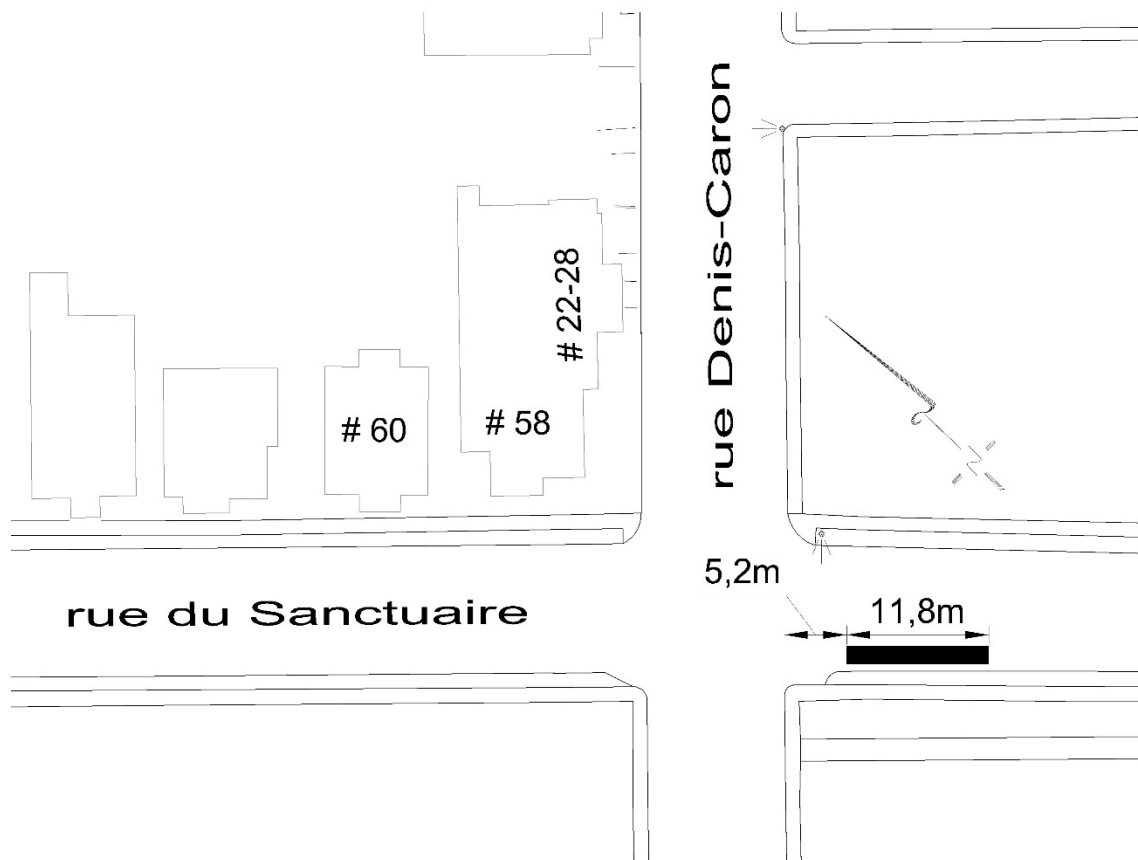 rue Denis-Caron
# 22-28
# 60
# 58
5,2m
rue du Sanctuaire
11,8m